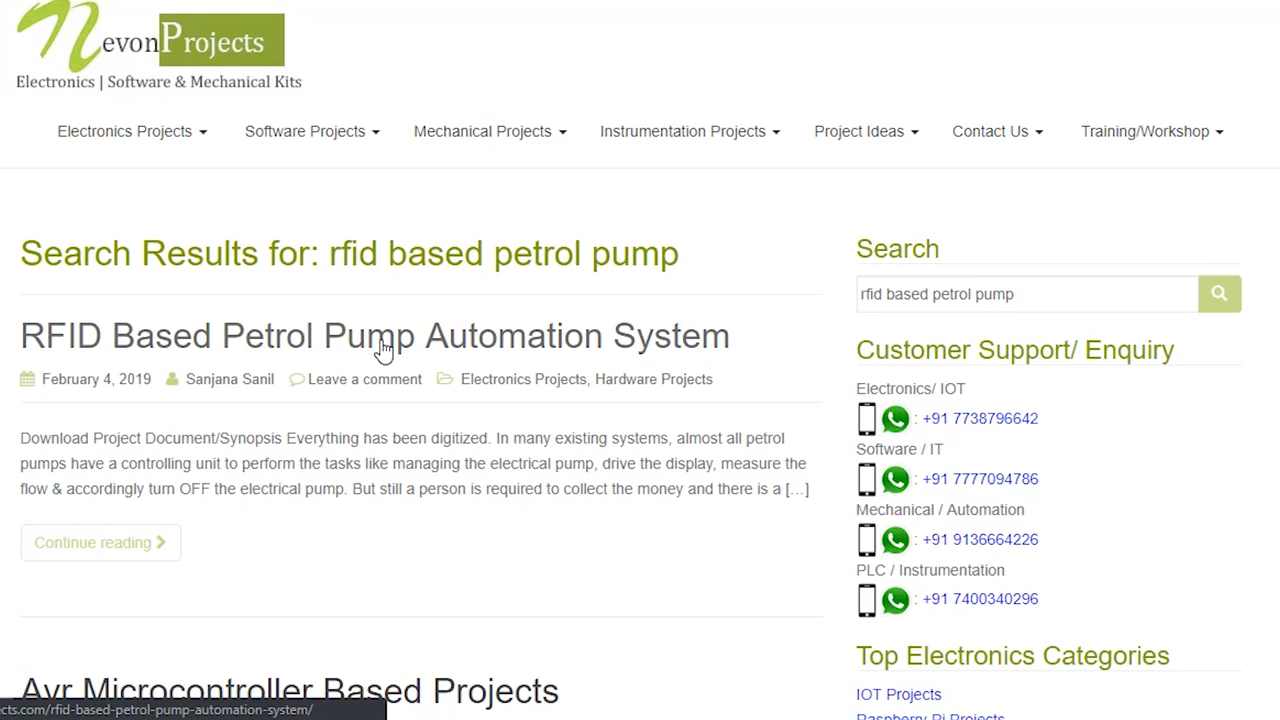 NevonProjects
Electronics | Software & Mechanical Kits
Electronics Projects Software Projects Mechanical Projects Instrumentation Projects Project Ideas Contact Us Training/Workshop
Search Results for: rfid based petrol pump
RFID Based Petrol Pump Automation System
February 4, 2019 Sanjana Sanil Leave a comment Electronics Projects, Hardware Projects
Download Project Document/Synopsis Everything has been digitized. In many existing systems, almost all petrol
pumps have a controlling unit to perform the tasks like managing the electrical pump, drive the display, measure the
flow & accordingly turn OFF the electrical pump. But still a person is required to collect the money and there is a […]
Continue reading
Avr Microcontroller Based Projects
Search
rfid based petrol pump
Customer Support/ Enquiry
Electronics/ IOT
: +91 7738796642
Software / IT
: +91 7777094786
Mechanical / Automation
: +91 9136664226
PLC / Instrumentation
: +91 7400340296
Top Electronics Categories
IOT Projects
Raspberry Pi Projects
ects.com/rfid-based-petrol-pump-automation-system/